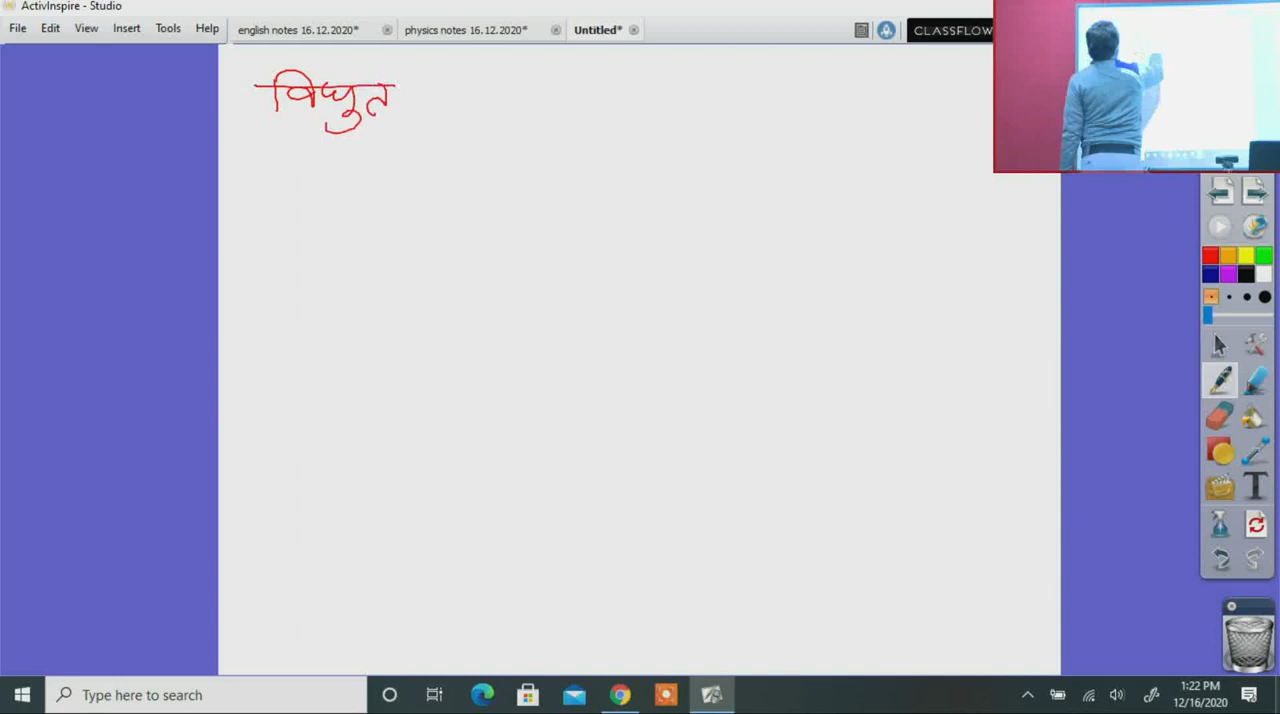 ActivInspire - Studio
File Edit View Insert Tools Help
english notes 16.12.2020*
physics notes 16.12.2020*
Untitled*
CLASSFLOW
विधुत
Type here to search
1:22 PM
12/16/2020